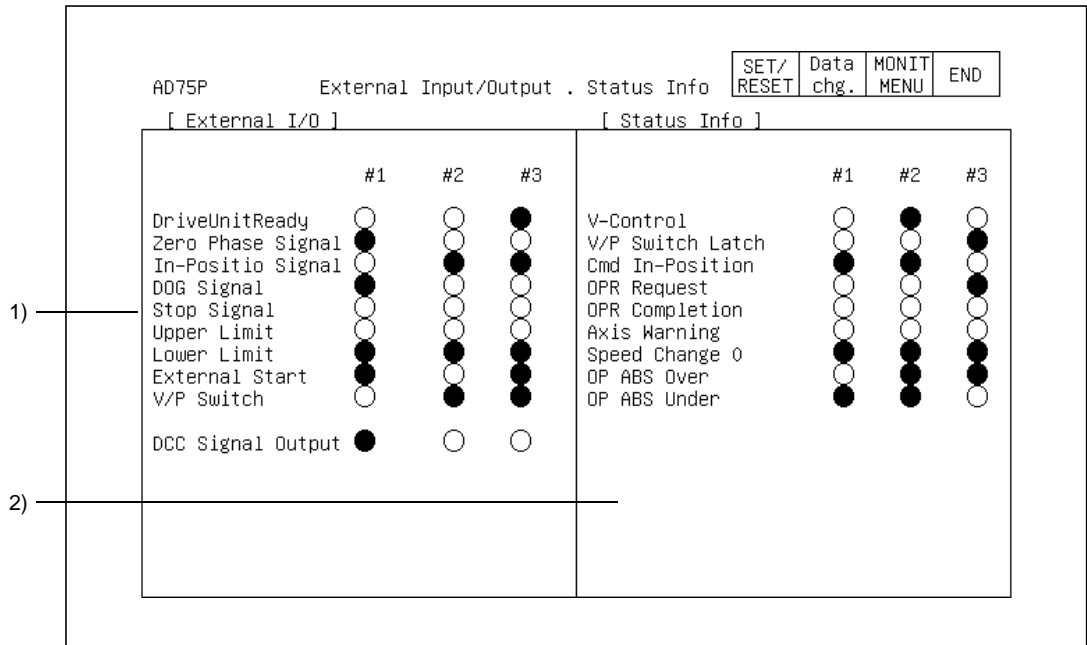 AD75P External Input/Output . Status Info
SET/ RESET
Data chg.
MONIT MENU
END
[ External I/O ]
[ Status Info ]
#1 #2 #3
DriveUnitReady
Zero Phase Signal
In-Positio Signal
DOG Signal
Stop Signal
Upper Limit
Lower Limit
External Start
V/P Switch
DCC Signal Output
#1 #2 #3
V-Control
V/P Switch Latch
Cmd In-Position
OPR Request
OPR Completion
Axis Warning
Speed Change 0
OP ABS Over
OP ABS Under
1)
2)